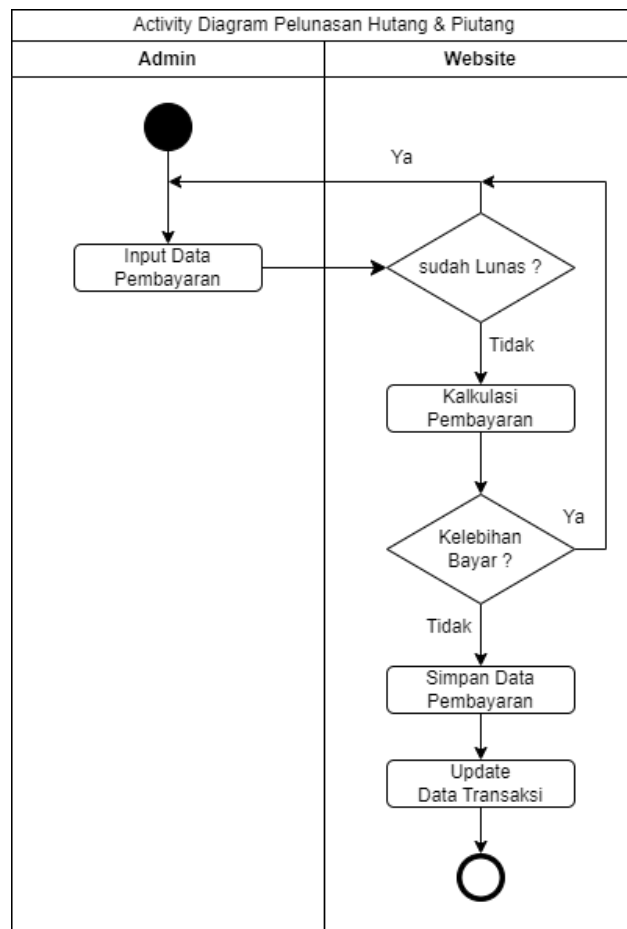 Activity Diagram Pelunasan Hutang & Piutang
Admin
Website
Ya
Input Data
Pembayaran
sudah Lunas ?
Tidak
Kalkulasi
Pembayaran
Kelebihan
Bayar ?
Ya
Tidak
Simpan Data
Pembayaran
Update
Data Transaksi